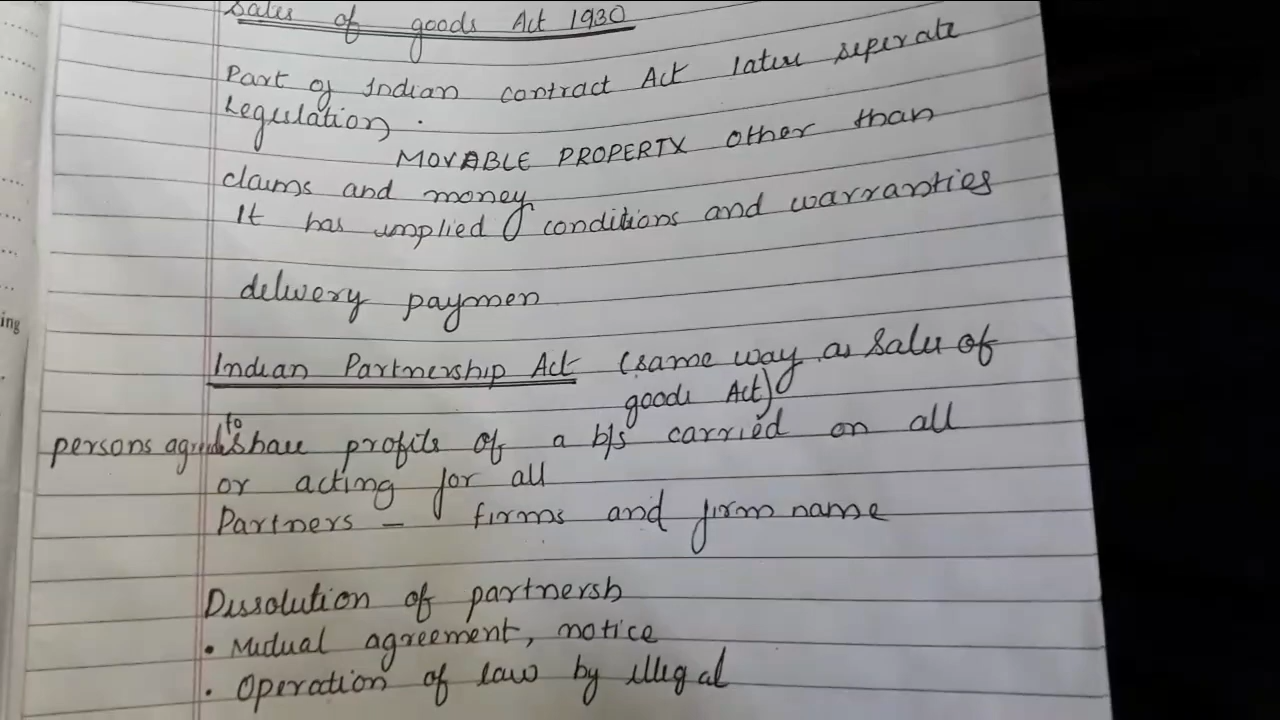 Sales of goods Act 1930
Part of Indian contract Act later seperate
Legislation.
MOVABLE PROPERTY other than
claims and money
It has implied conditions and warranties
delivery paymen
Indian Partnership Act (same way as Sales of
goods Act)
to
persons agreed share profits of a b/s carried on all
or acting for all
Partners - firms and firm name
Dissolution of partnersh
• Mutual agreement, notice
• Operation of law by illegal
ing